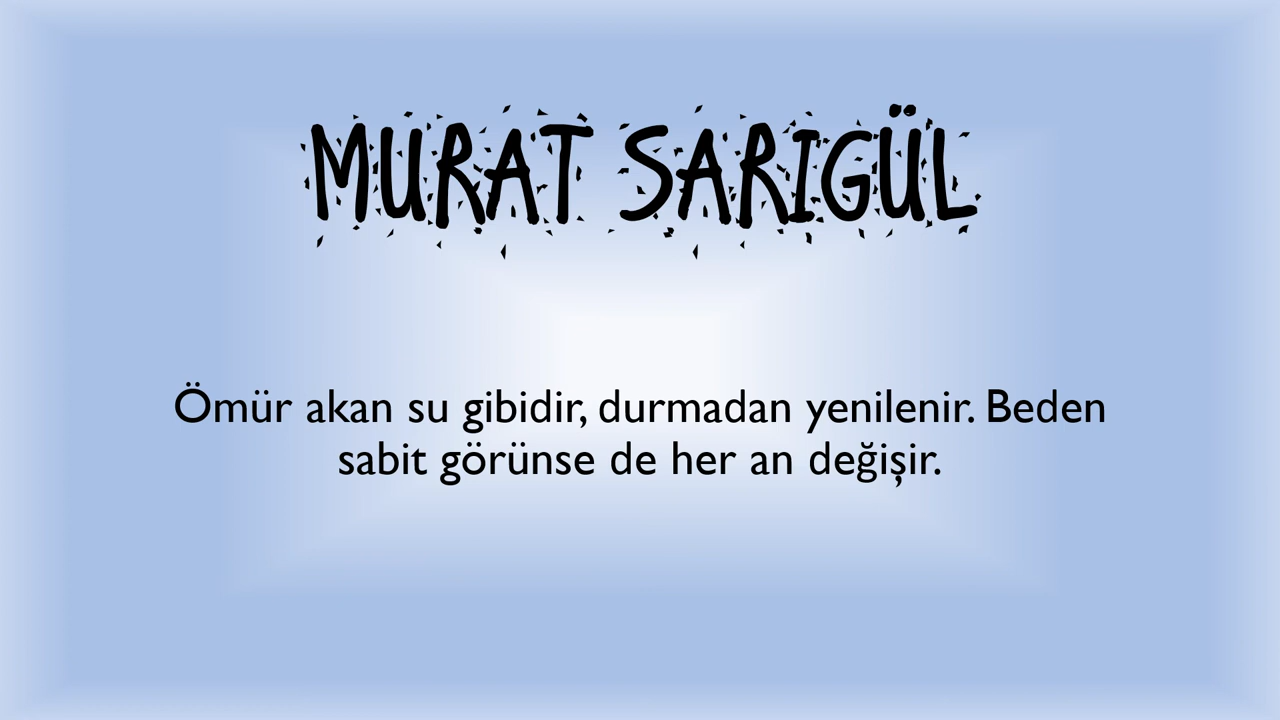 MURAT SARIGÜL
Ömür akan su gibidir, durmadan yenilenir. Beden
sabit görünse de her an değişir.